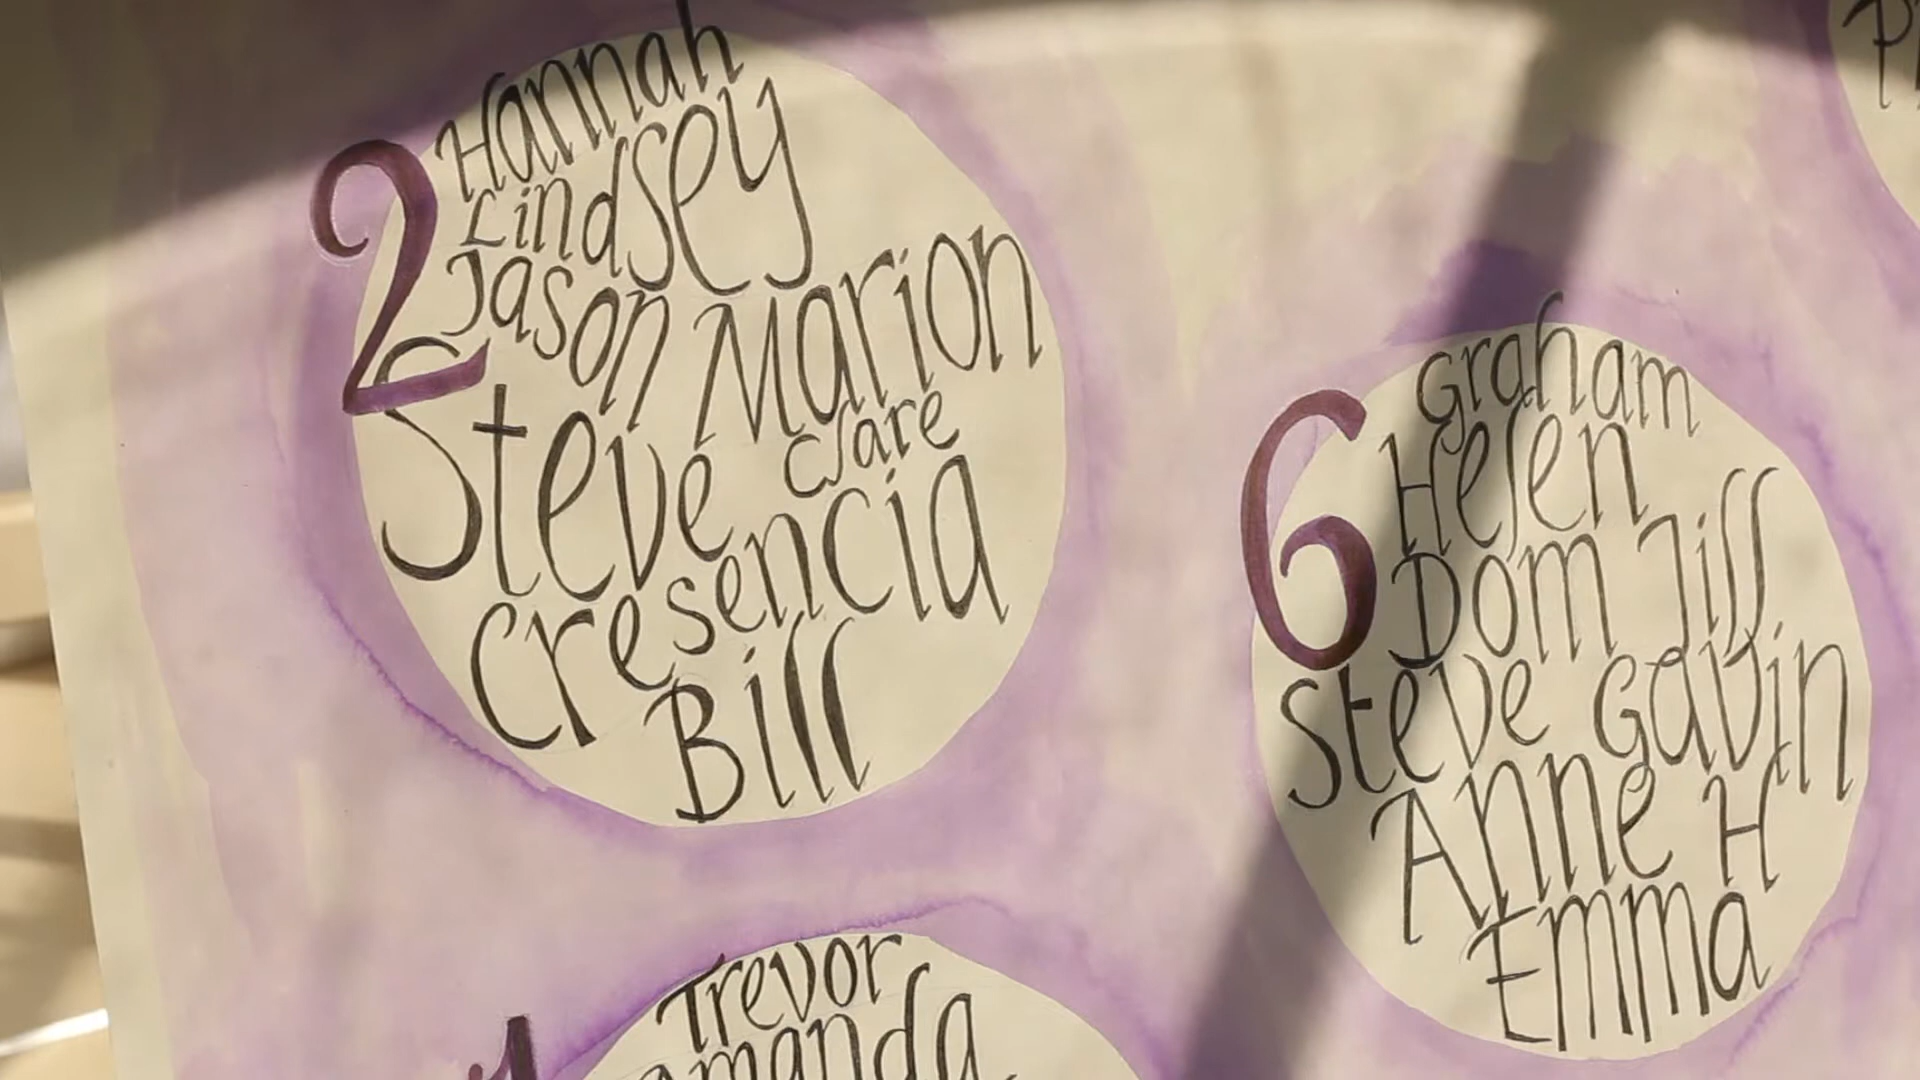 2
Hannah
Lindsey
Jason Marion
Steve Clare
Cresencia
Bill
6
Graham
Helen
Dom Jill
Steve Gavin
Anne H
Emma
Trevor
amanda